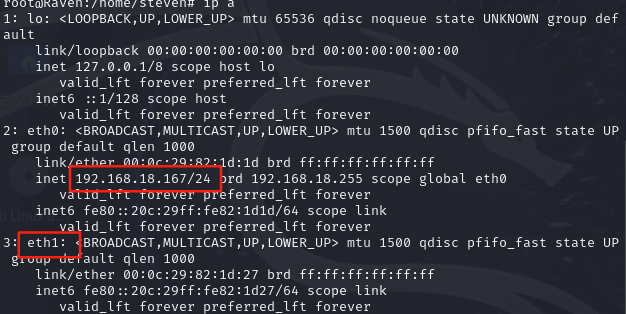 root@Raven:/home/steven# ip a
1: lo: <LOOPBACK,UP,LOWER_UP> mtu 65536 qdisc noqueue state UNKNOWN group def
ault
link/loopback 00:00:00:00:00:00 brd 00:00:00:00:00:00
inet 127.0.0.1/8 scope host lo
valid_lft forever preferred_lft forever
inet6 ::1/128 scope host
valid_lft forever preferred_lft forever
2: eth0: <BROADCAST,MULTICAST,UP,LOWER_UP> mtu 1500 qdisc pfifo_fast state UP
group default qlen 1000
link/ether 00:0c:29:82:1d:1d brd ff:ff:ff:ff:ff:ff
inet 192.168.18.167/24 brd 192.168.18.255 scope global eth0
valid_lft forever preferred_lft forever
inet6 fe80::20c:29ff:fe82:1d1d/64 scope link
valid_lft forever preferred_lft forever
3: eth1: <BROADCAST,MULTICAST,UP,LOWER_UP> mtu 1500 qdisc pfifo_fast state UP
group default qlen 1000
link/ether 00:0c:29:82:1d:27 brd ff:ff:ff:ff:ff:ff
inet6 fe80::20c:29ff:fe82:1d27/64 scope link
valid_lft forever preferred_lft forever